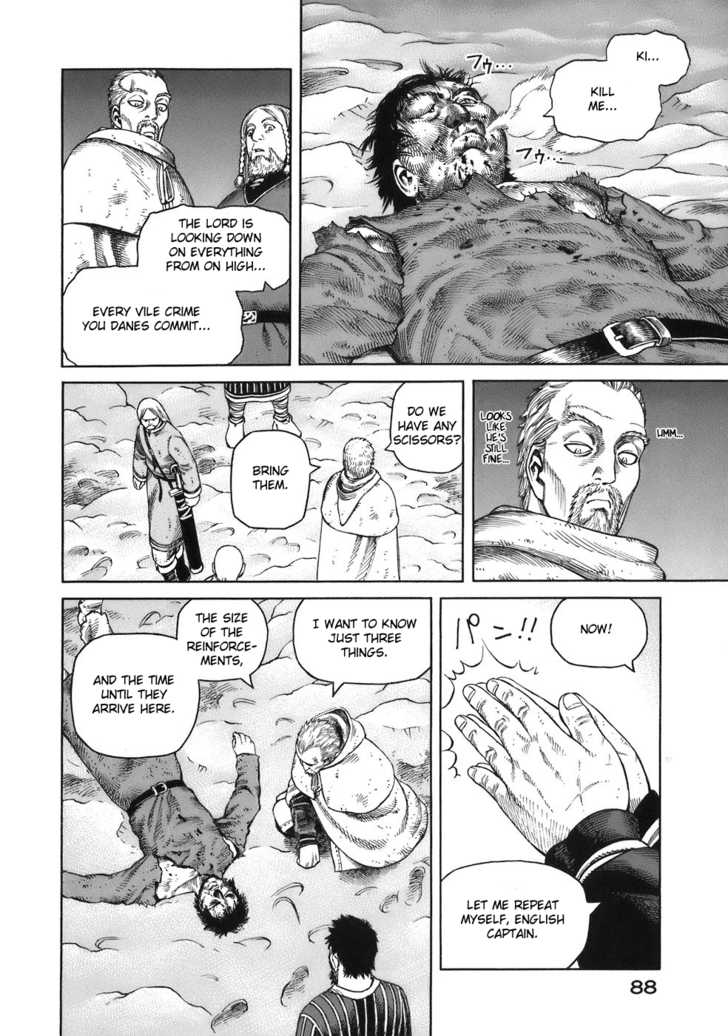 KI...
KILL
ME...
フゥ...
フゥ...
THE LORD IS
LOOKING DOWN
ON EVERYTHING
FROM ON HIGH...
EVERY VILE CRIME
YOU DANES COMMIT...
UMM...
LOOKS
LIKE
HE'S
STILL
FINE...
DO WE
HAVE ANY
SCISSORS?
BRING
THEM.
パン!!
NOW!
LET ME REPEAT
MYSELF, ENGLISH
CAPTAIN.
I WANT TO KNOW
JUST THREE
THINGS.
THE SIZE
OF THE
REINFORCE-
MENTS,
AND THE TIME
UNTIL THEY
ARRIVE HERE.
88